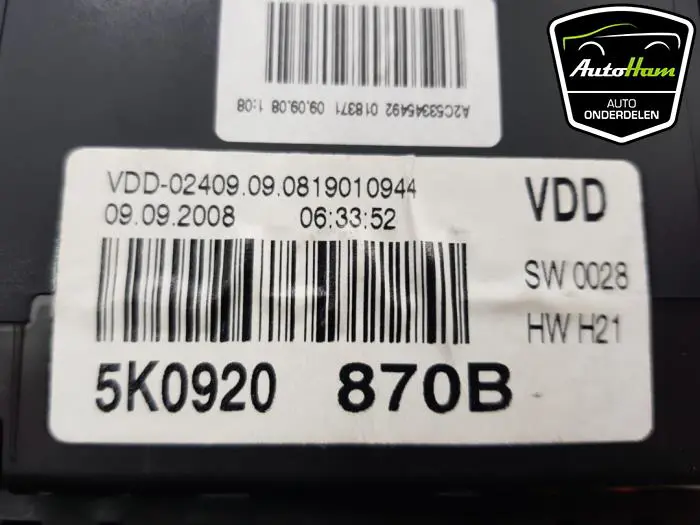 AutoHam
AUTO
ONDERDELEN
A2C53345492 018371 09.09.08 1:08
VDD-02409.09.0819010944
09.09.2008 06:33:52
VDD
SW 0028
HW H21
5K0920 870B